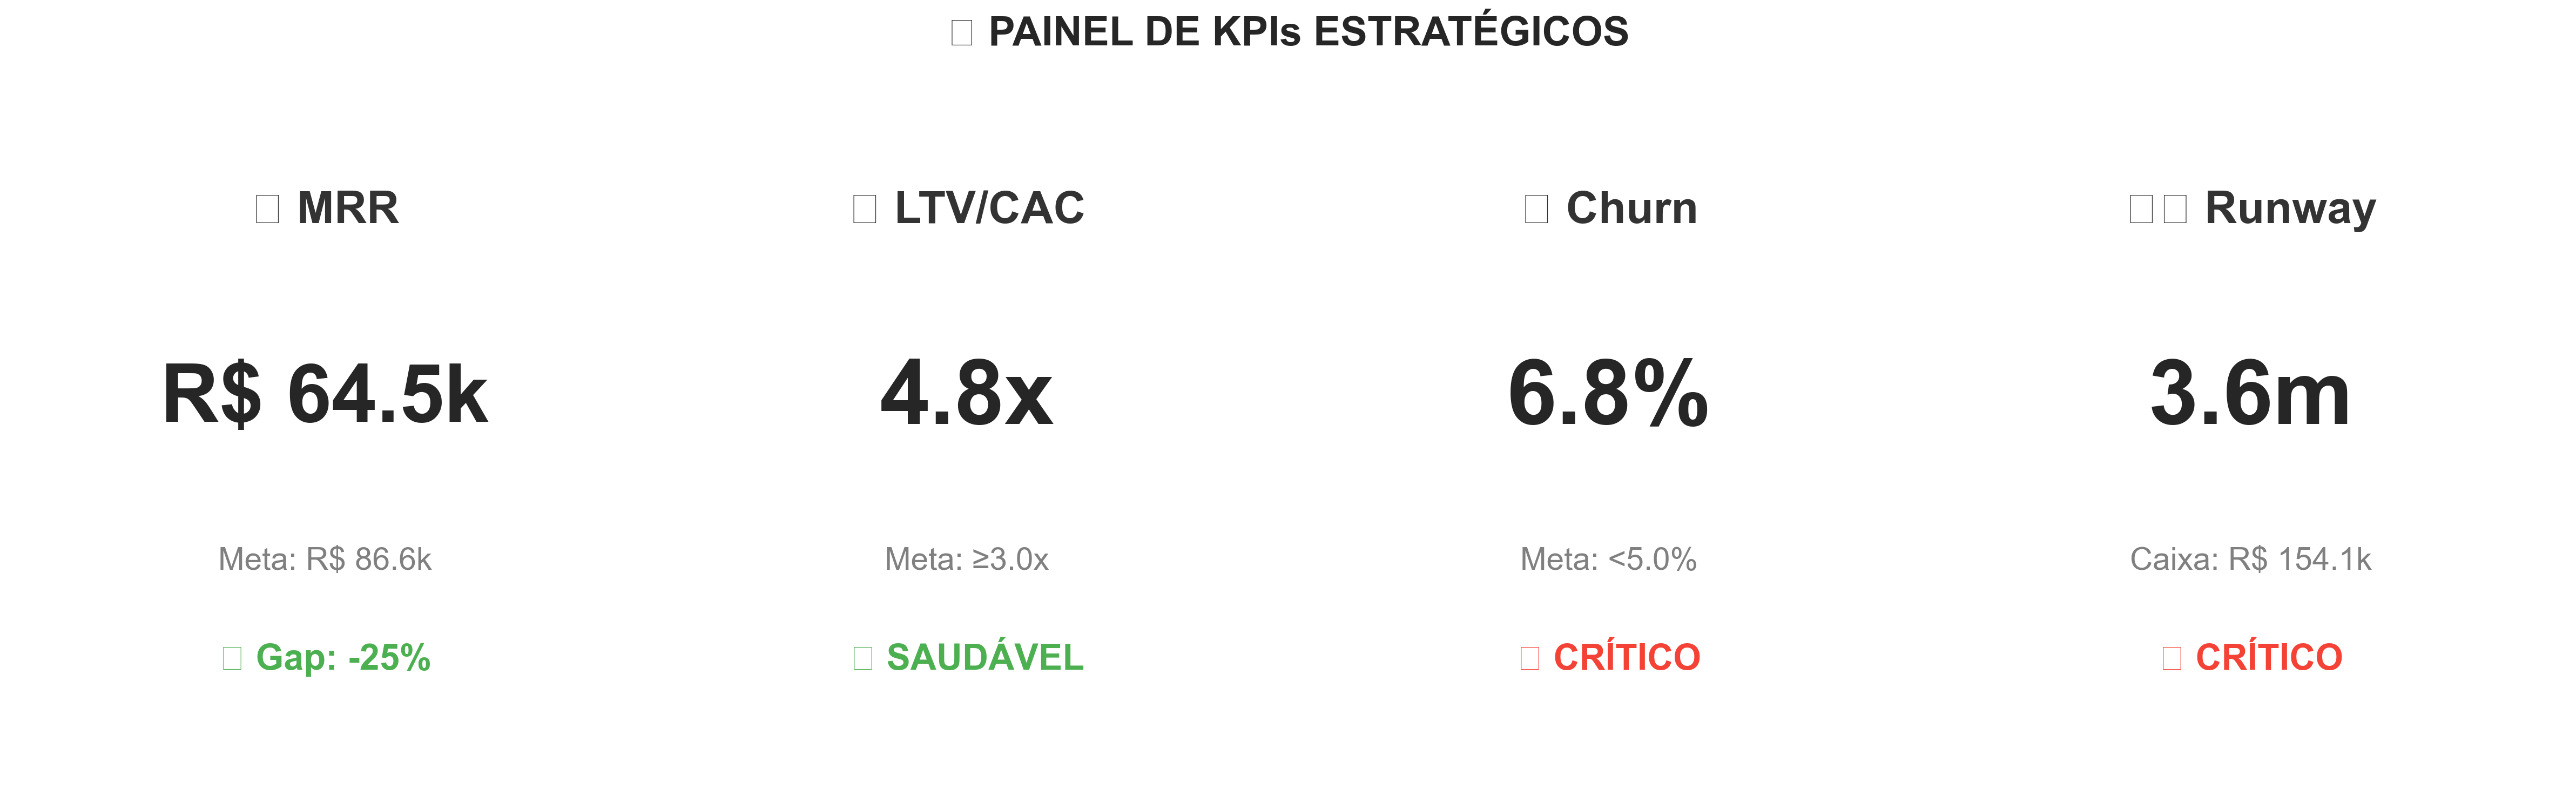 PAINEL DE KPIs ESTRATÉGICOS
MRR
R$ 64.5k
Meta: R$ 86.6k
Gap: -25%
LTV/CAC
4.8x
Meta: ≥3.0x
SAUDÁVEL
Churn
6.8%
Meta: <5.0%
CRÍTICO
Runway
3.6m
Caixa: R$ 154.1k
CRÍTICO